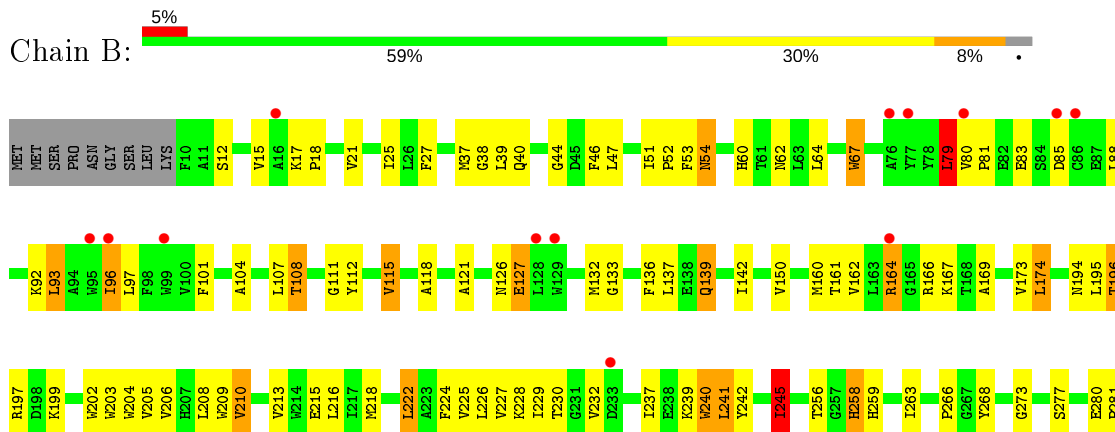 5%
Chain B:
59% 30% 8% •
MET MET SER PRO ASN GLY SER LEU LYS F10 A11 S12 V15 A16 K17 P18 V21 I25 L26 F27 M37 G38 L39 Q40 G44 D45 F46 L47 I51 P52 F53 N54 H60 T61 N62 L63 L64 W67 A76 Y77 Y78 L79 V80 P81 E82 E83 S84 D85 C86 E87
K92 L93 A94 W95 I96 L97 F98 W99 V100 F101 A104 L107 T108 G111 Y112 V115 A118 A121 N126 E127 L128 W129 M132 G133 F136 L137 E138 Q139 I142 V150 M160 T161 V162 L163 R164 G165 R166 K167 T168 A169 V173 L174 N194 L195 T196
R197 D198 K199 W202 W203 W204 V205 V206 H207 L208 W209 V210 V213 W214 E215 L216 I217 M218 L222 A223 F224 V225 L226 V227 K228 I229 T230 G231 V232 D233 I237 E238 K239 W240 L241 Y242 I245 T256 G257 H258 H259 I263 P266 G267 Y268 G273 S277 E280